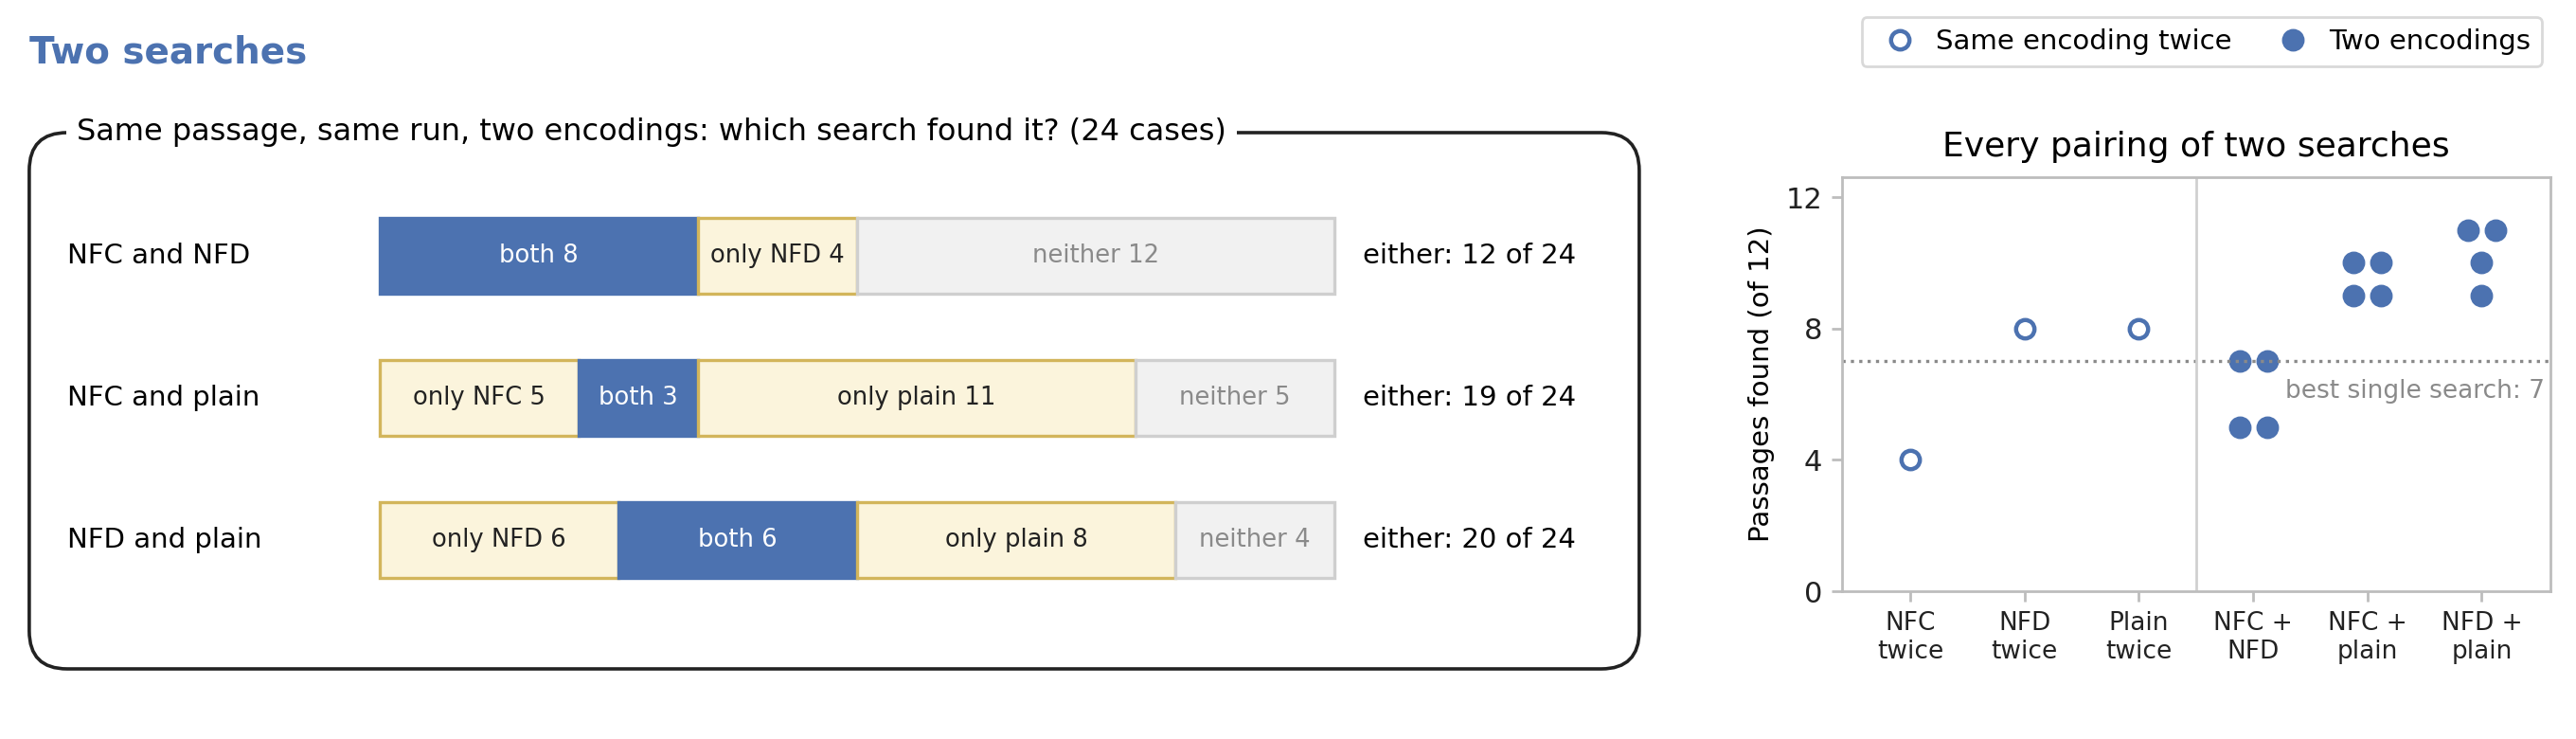 Two searches
Same passage, same run, two encodings: which search found it? (24 cases)
NFC and NFD
both 8
only NFD 4
neither 12
either: 12 of 24
NFC and plain
only NFC 5
both 3
only plain 11
neither 5
either: 19 of 24
NFD and plain
only NFD 6
both 6
only plain 8
neither 4
either: 20 of 24
Same encoding twice
Two encodings
Every pairing of two searches
Passages found (of 12)
12
8
4
0
best single search: 7
NFC
twice
NFD
twice
Plain
twice
NFC +
NFD
NFC +
plain
NFD +
plain